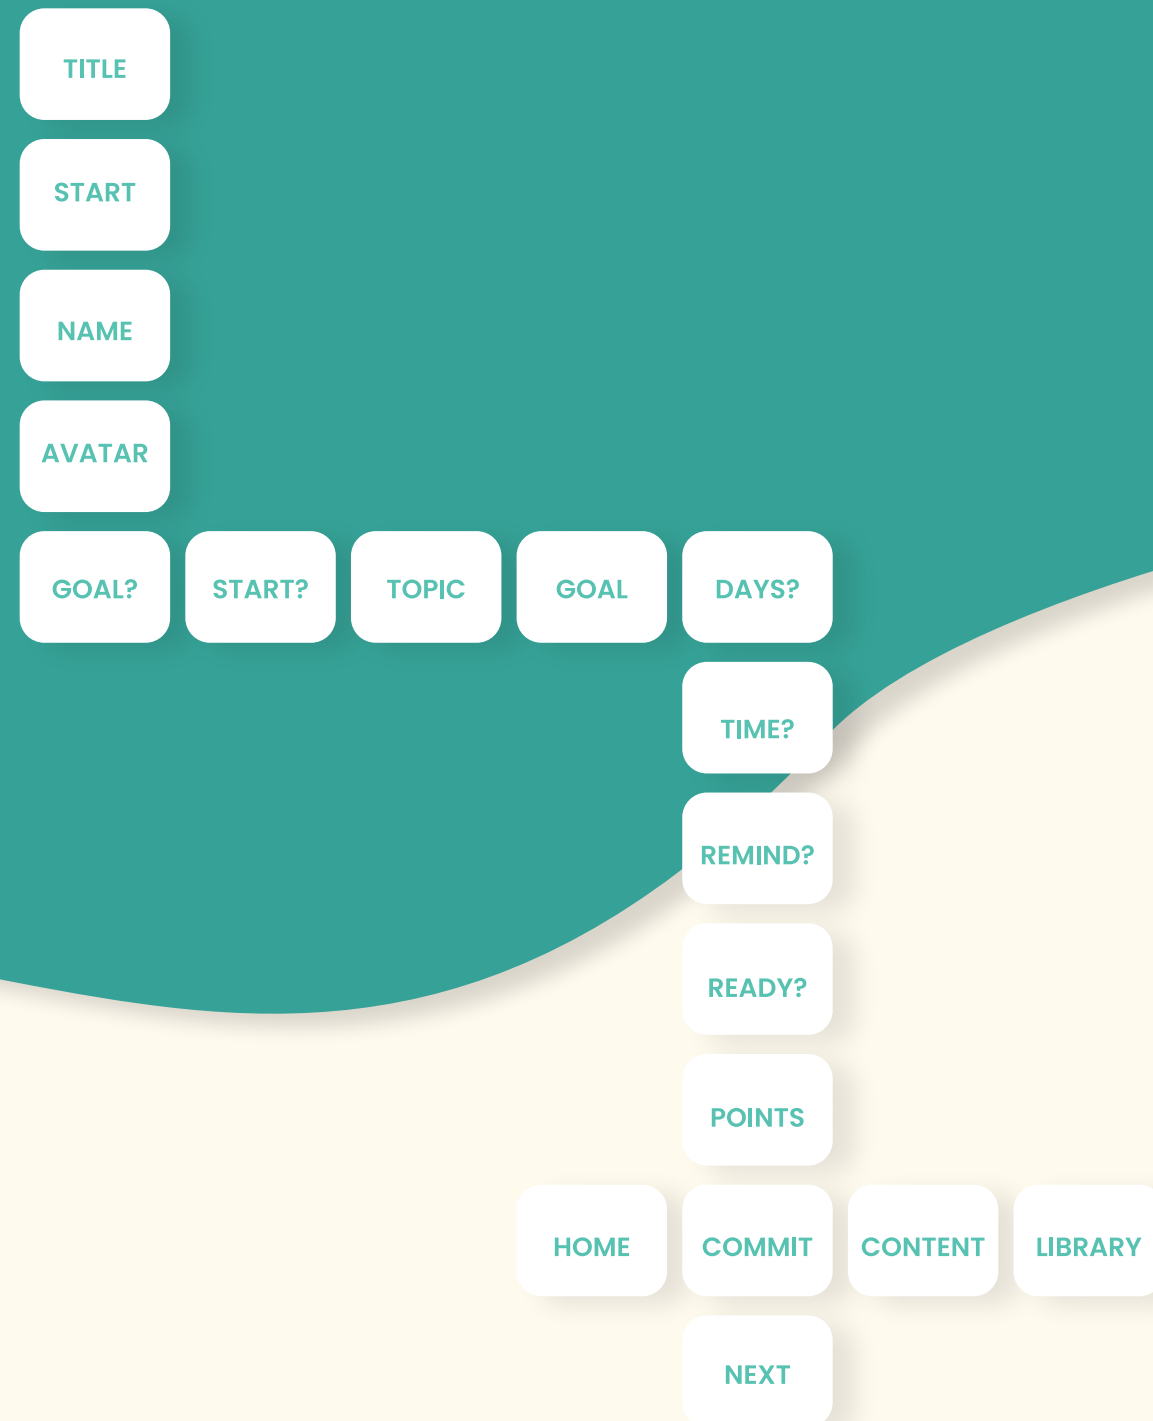 TITLE
START
NAME
AVATAR
GOAL? START? TOPIC GOAL DAYS?
TIME?
REMIND?
READY?
POINTS
HOME COMMIT CONTENT LIBRARY
NEXT